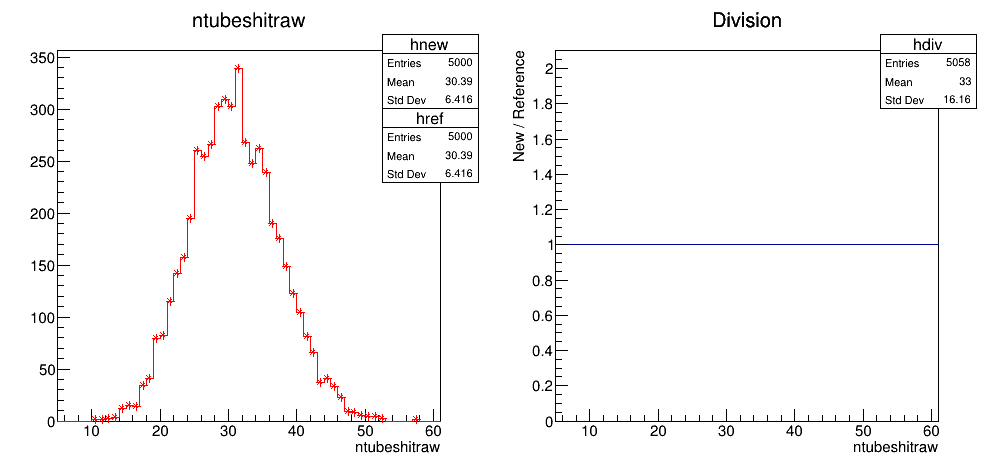 ntubeshitraw
hnew
Entries 5000
Mean 30.39
Std Dev 6.416
href
Entries 5000
Mean 30.39
Std Dev 6.416
350
300
250
200
150
100
50
0
10 20 30 40 50 60
ntubeshitraw
Division
hdiv
Entries 5058
Mean 33
Std Dev 16.16
New / Reference
2
1.8
1.6
1.4
1.2
1
0.8
0.6
0.4
0.2
0
10 20 30 40 50 60
ntubeshitraw